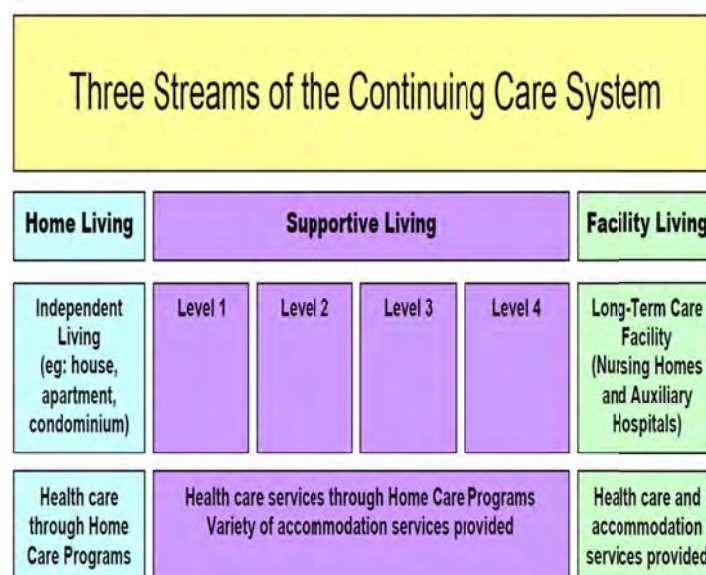 Three Streams of the Continuing Care System
Home Living
Supportive Living
Facility Living
Independent
Living
(eg: house,
apartment,
condominium)
Level 1
Level 2
Level 3
Level 4
Long-Term Care
Facility
(Nursing Homes
and Auxiliary
Hospitals)
Health care
through Home
Care Programs
Health care services through Home Care Programs
Variety of accommodation services provided
Health care and
accommodation
services provided